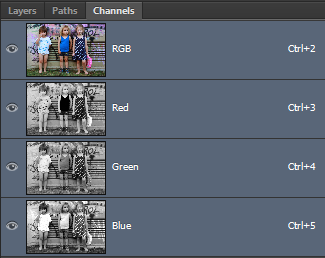 Layers Paths Channels
RGB Ctrl+2
Red Ctrl+3
Green Ctrl+4
Blue Ctrl+5